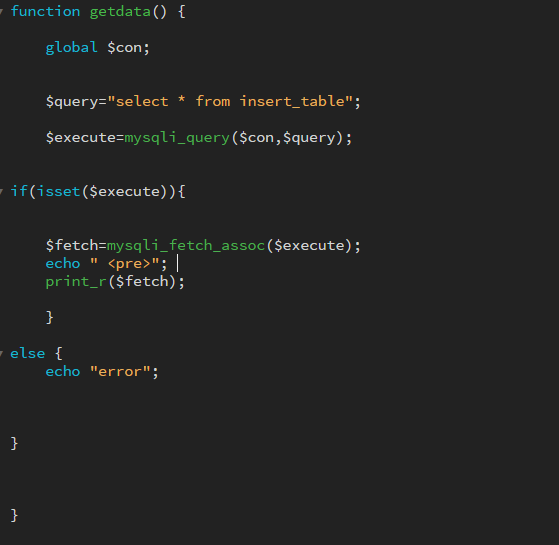 function getdata() {
global $con;
$query="select * from insert_table";
$execute=mysqli_query($con,$query);
if(isset($execute)){
$fetch=mysqli_fetch_assoc($execute);
echo " <pre>";
print_r($fetch);
}
else {
echo "error";
}
}